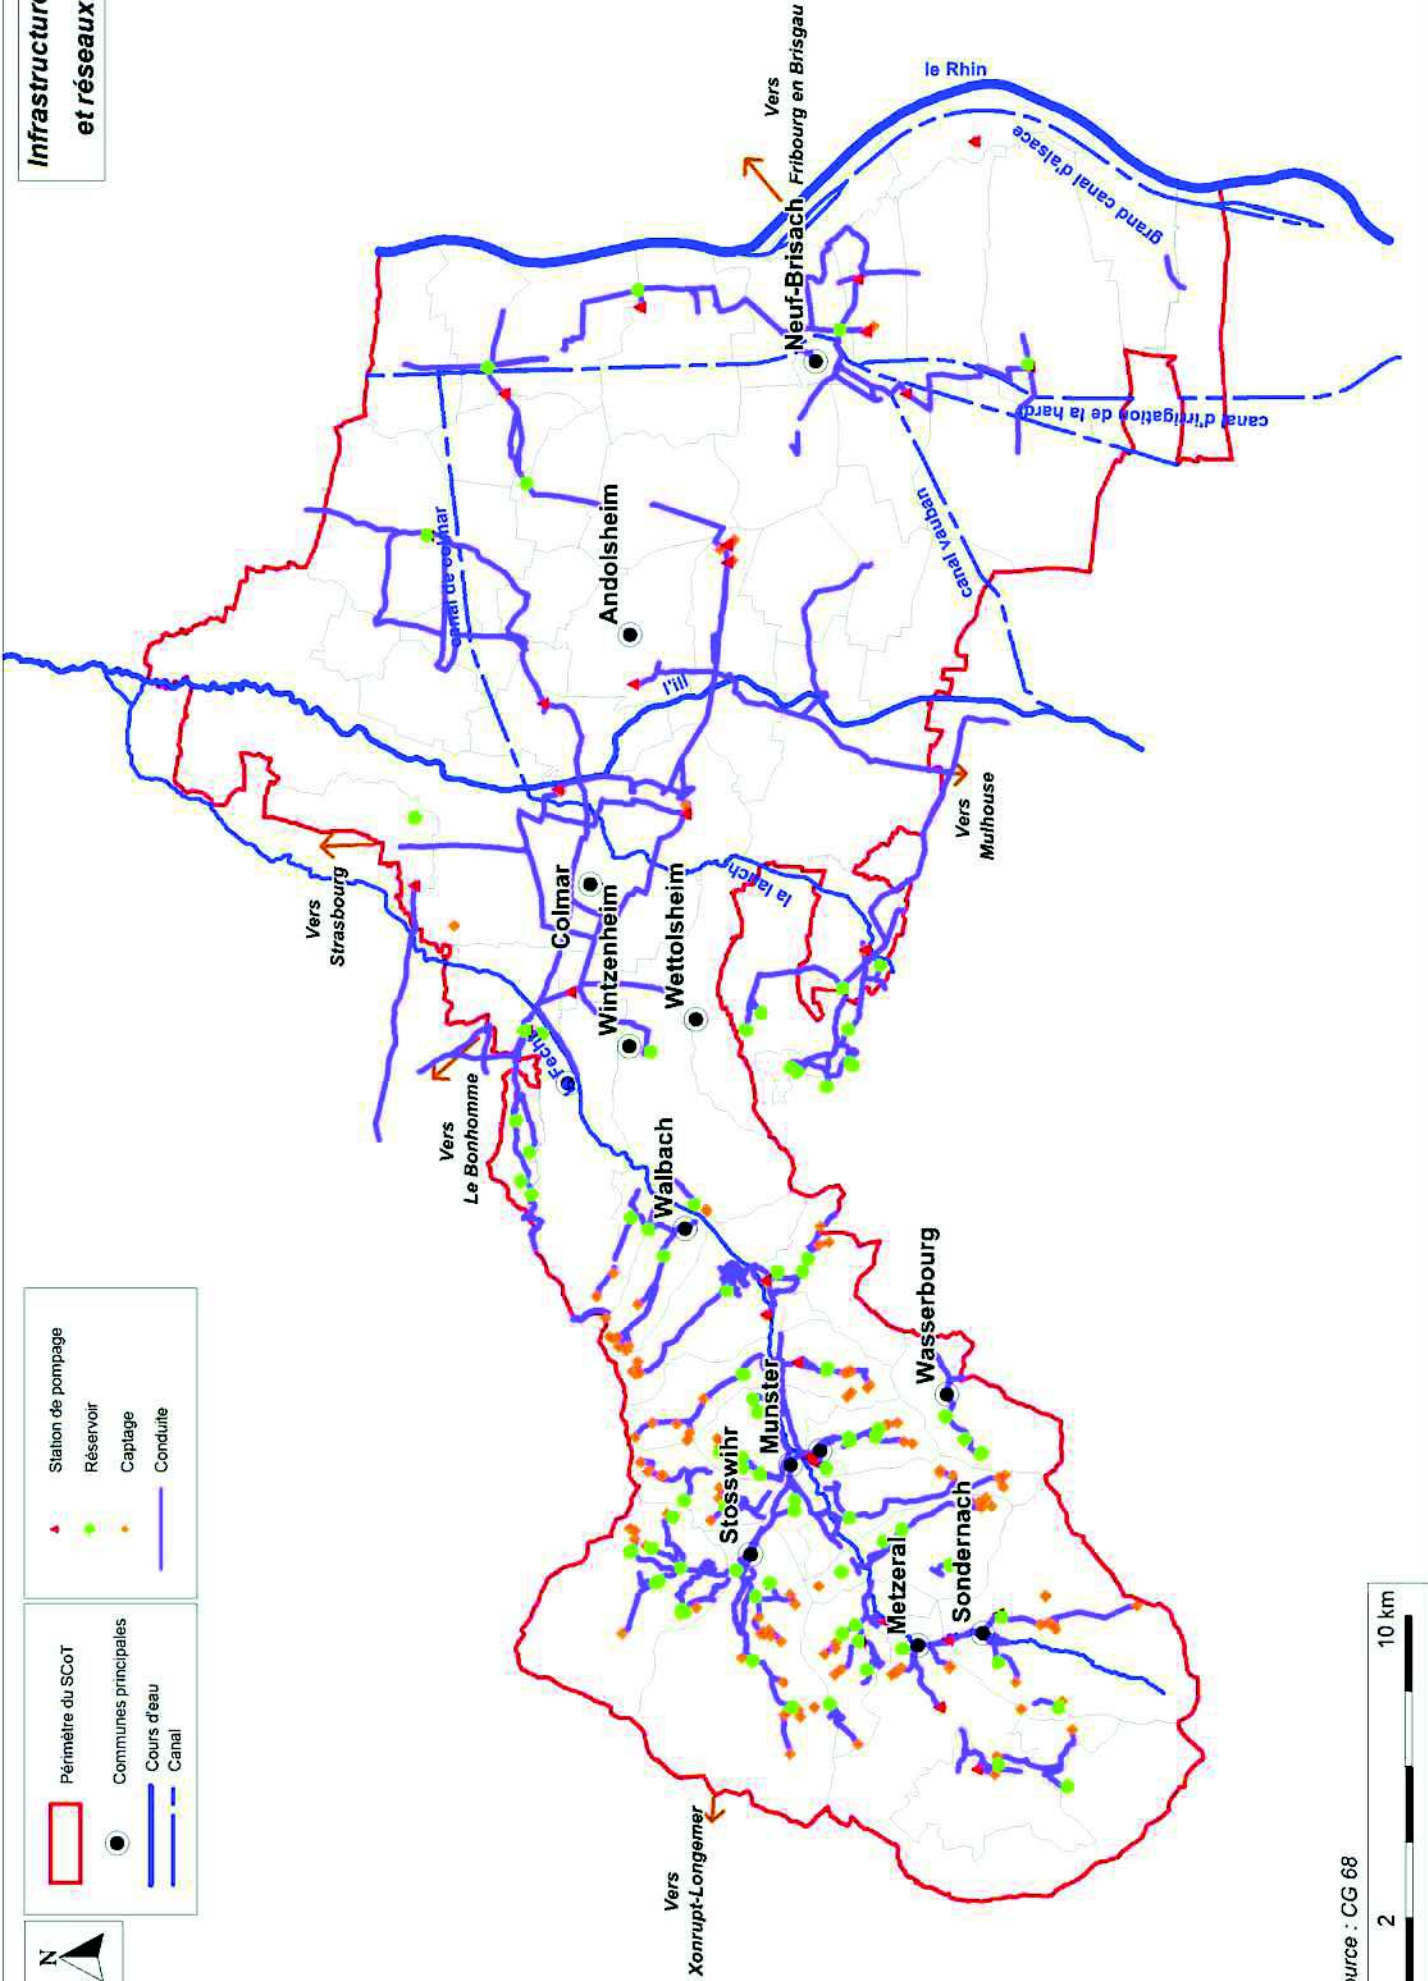 Infrastructure
et réseaux
N
Périmètre du SCoT
Communes principales
Cours d'eau
Canal
Station de pompage
Réservoir
Captage
Conduite
Vers
Strasbourg
Vers
Le Bonhomme
Vers
Xonrupt-Longemer
Vers
Mulhouse
Vers
Fribourg en Brisgau
le Rhin
grand canal d'alsace
canal d'irrigation de la hardt
canal vauban
canal de colmar
l'ill
la lauch
Fecht
Neuf-Brisach
Andolsheim
Colmar
Wintzenheim
Wettolsheim
Walbach
Wasserbourg
Munster
Stosswihr
Metzeral
Sondernach
2
10 km
ource : CG 68